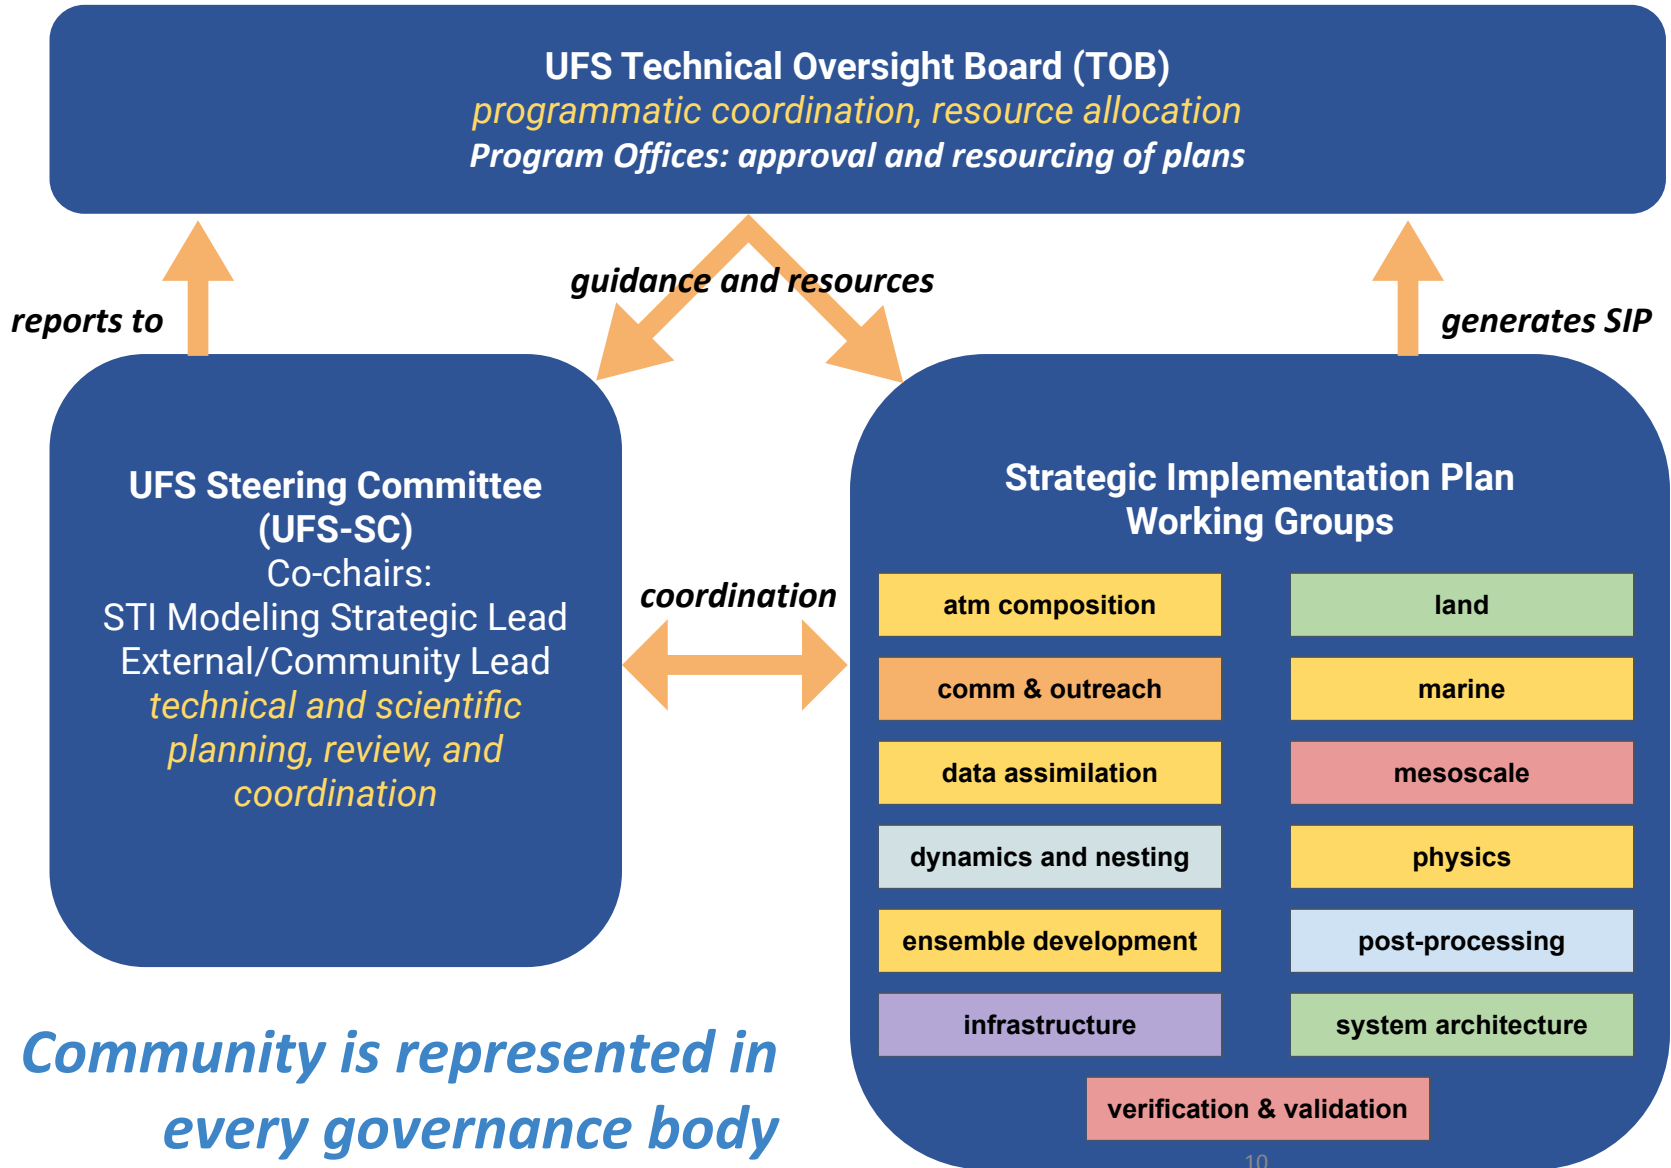 UFS Technical Oversight Board (TOB)
programmatic coordination, resource allocation
Program Offices: approval and resourcing of plans
guidance and resources
reports to
generates SIP
UFS Steering Committee
(UFS-SC)
Co-chairs:
STI Modeling Strategic Lead
External/Community Lead
technical and scientific
planning, review, and
coordination
coordination
Strategic Implementation Plan
Working Groups
atm composition
land
comm & outreach
marine
data assimilation
mesoscale
dynamics and nesting
physics
ensemble development
post-processing
infrastructure
system architecture
verification & validation
Community is represented in
every governance body
10